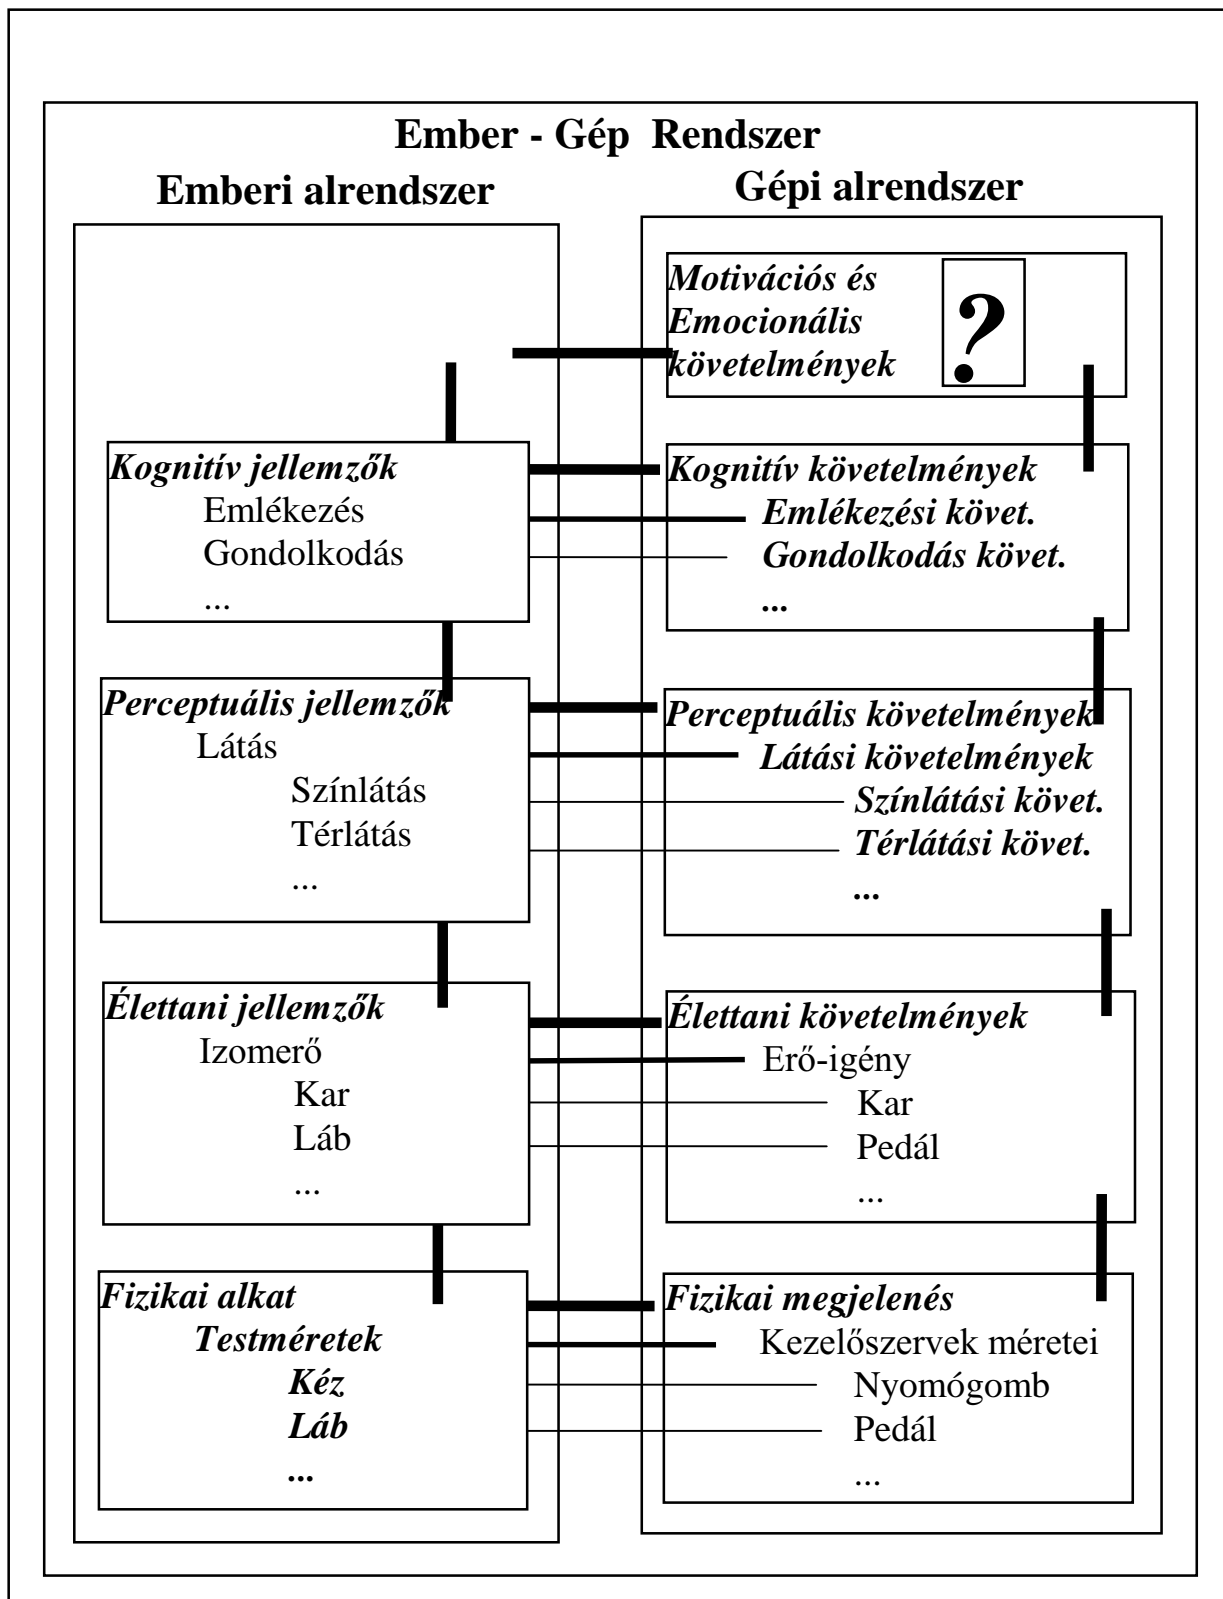 Ember - Gép Rendszer
Emberi alrendszer
Kognitív jellemzők
Emlékezés
Gondolkodás
...
Perceptuális jellemzők
Látás
Színlátás
Térlátás
...
Élettani jellemzők
Izomerő
Kar
Láb
...
Fizikai alkat
Testméretek
Kéz
Láb
...
Gépi alrendszer
Motivációs és
Emocionális
követelmények
?
Kognitív követelmények
Emlékezési követ.
Gondolkodás követ.
...
Perceptuális követelmények
Látási követelmények
Színlátási követ.
Térlátási követ.
...
Élettani követelmények
Erő-igény
Kar
Pedál
...
Fizikai megjelenés
Kezelőszervek méretei
Nyomógomb
Pedál
...